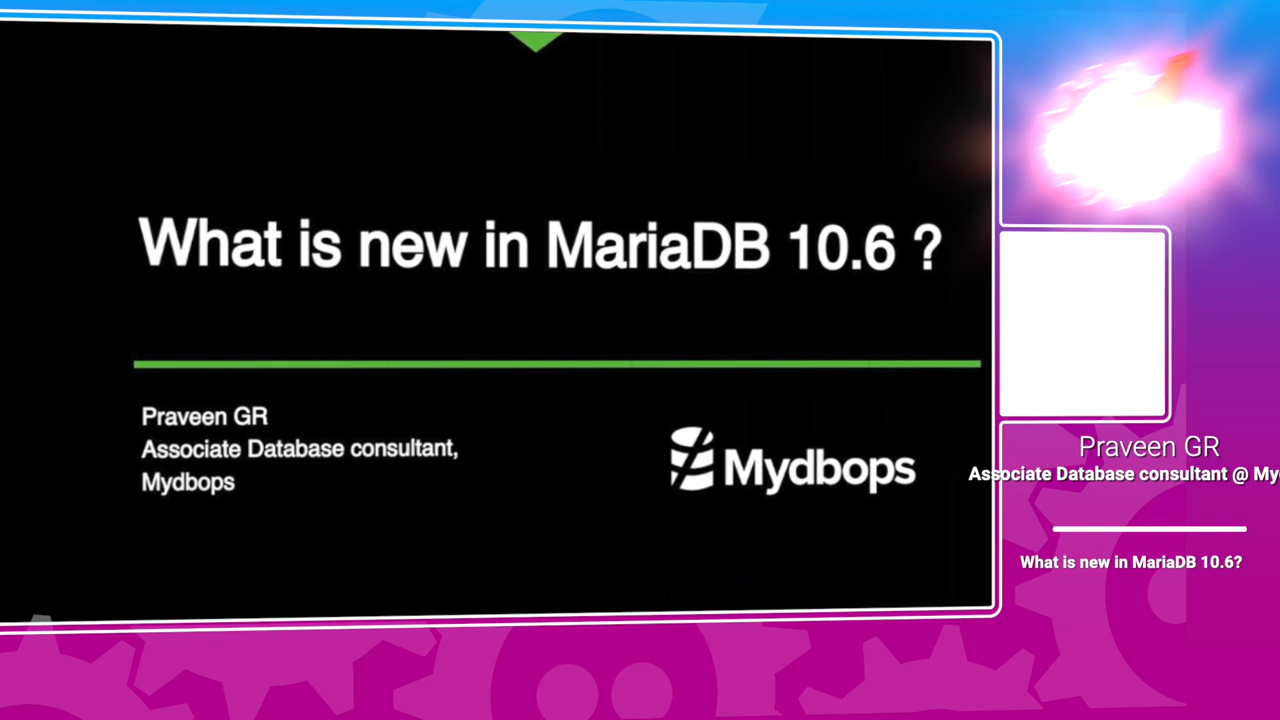 What is new in MariaDB 10.6 ?
Praveen GR
Associate Database consultant,
Mydbops
Mydbops
Praveen GR
Associate Database consultant @ My
What is new in MariaDB 10.6?